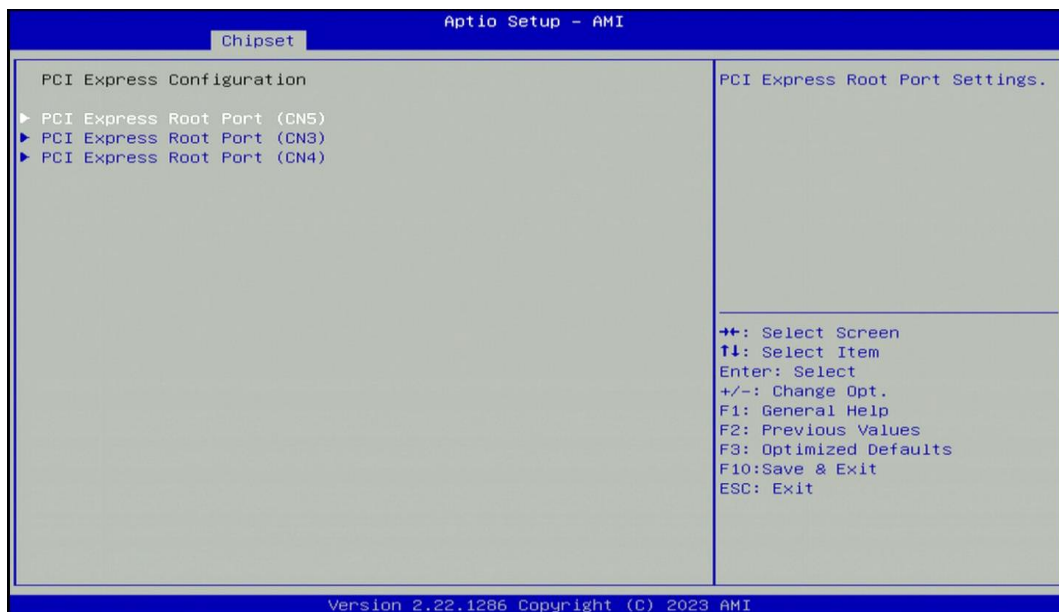 Aptio Setup – AMI
Chipset
PCI Express Configuration
▶ PCI Express Root Port (CN5)
▶ PCI Express Root Port (CN3)
▶ PCI Express Root Port (CN4)
PCI Express Root Port Settings.
→←: Select Screen
↑↓: Select Item
Enter: Select
+/-: Change Opt.
F1: General Help
F2: Previous Values
F3: Optimized Defaults
F10:Save & Exit
ESC: Exit
Version 2.22.1286 Copyright (C) 2023 AMI